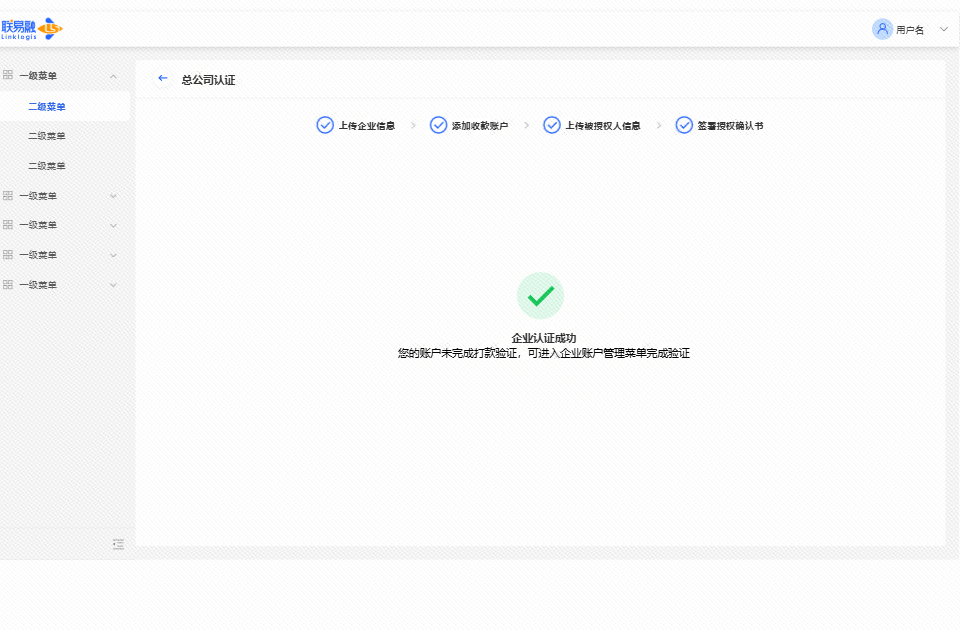 联易融
Linklogis
LS
用户名
一级菜单
二级菜单
二级菜单
二级菜单
一级菜单
一级菜单
一级菜单
一级菜单
总公司认证
上传企业信息
添加收款账户
上传被授权人信息
签署授权确认书
企业认证成功
您的账户未完成打款验证，可进入企业账户管理菜单完成验证